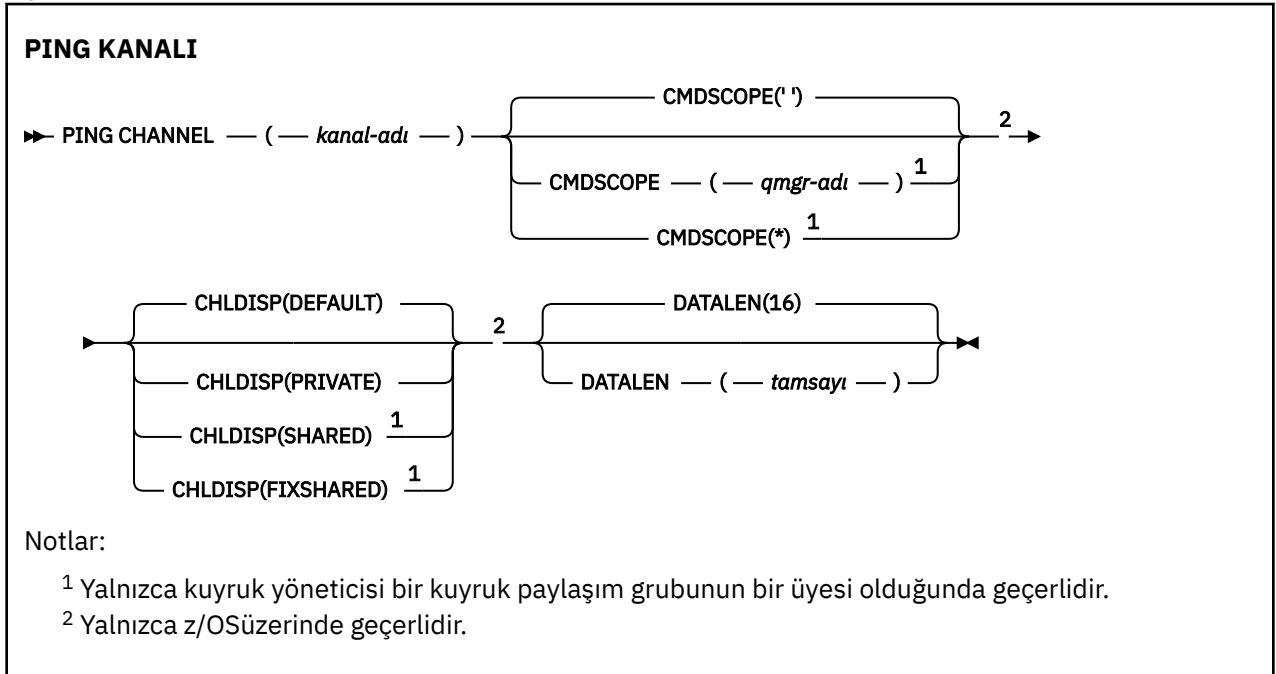 PING KANALI
CMDSCOPE(' ')
PING CHANNEL ( kanal-adı ) 2
CMDSCOPE ( qmgr-adı ) 1
CMDSCOPE(*) 1
CHLDISP(DEFAULT) 2 DATALEN(16)
CHLDISP(PRIVATE) DATALEN ( tamsayı )
CHLDISP(SHARED) 1
CHLDISP(FIXSHARED) 1
Notlar:
1 Yalnızca kuyruk yöneticisi bir kuyruk paylaşım grubunun bir üyesi olduğunda geçerlidir.
2 Yalnızca z/OSüzerinde geçerlidir.